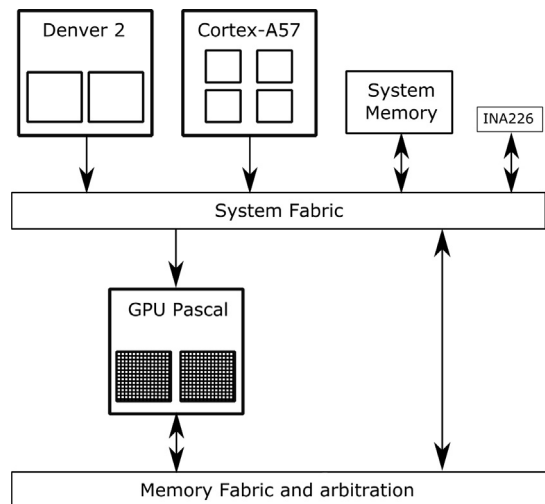 Denver 2
Cortex-A57
System
Memory
INA226
System Fabric
GPU Pascal
Memory Fabric and arbitration